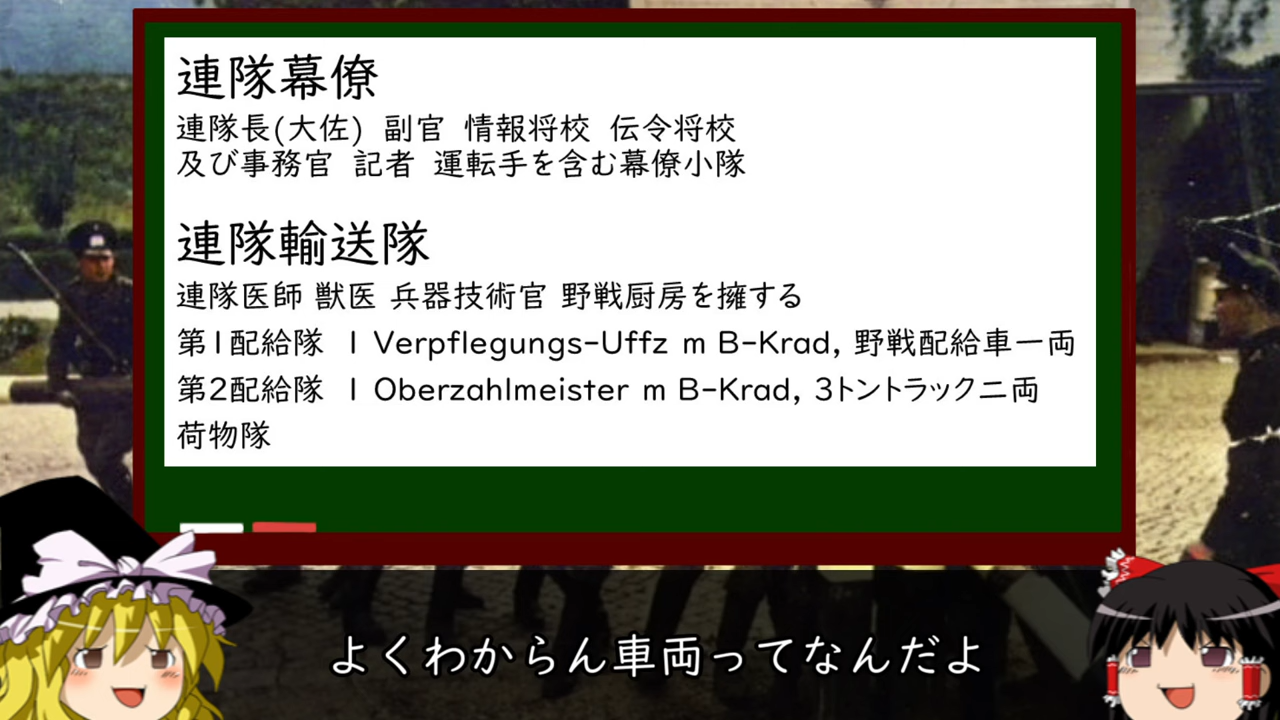 連隊幕僚
連隊長(大佐) 副官 情報将校 伝令将校
及び事務官 記者 運転手を含む幕僚小隊
連隊輸送隊
連隊医師 獣医 兵器技術官 野戦厨房を擁する
第1配給隊 1 Verpflegungs-Uffz m B-Krad, 野戦配給車一両
第2配給隊 1 Oberzahlmeister m B-Krad, 3トントラック二両
荷物隊
よくわからん車両ってなんだよ